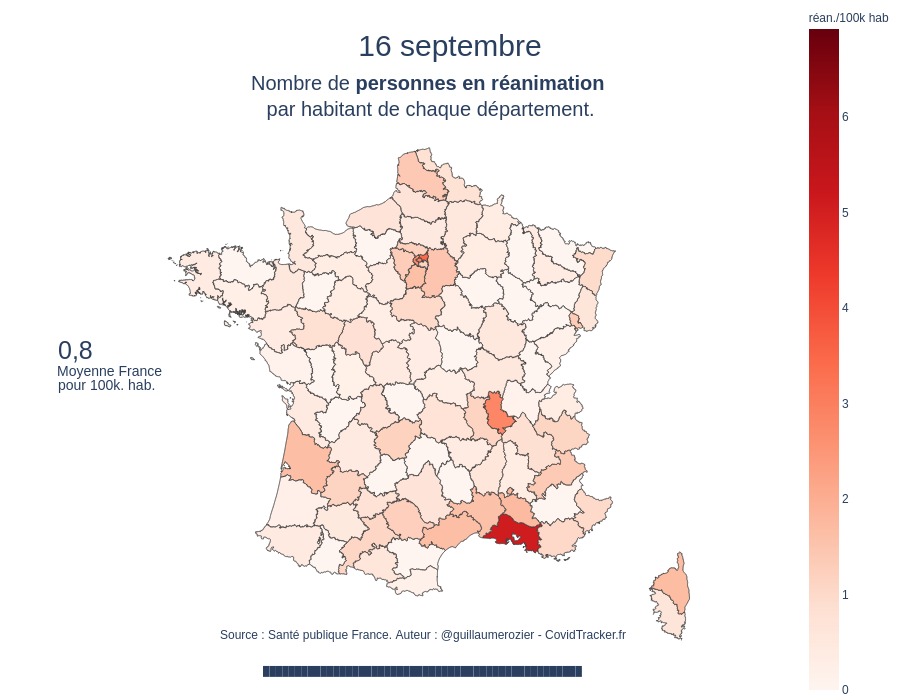 réan./100k hab
16 septembre
Nombre de personnes en réanimation
par habitant de chaque département.
6
5
4
3
2
1
0
0,8
Moyenne France
pour 100k. hab.
Source : Santé publique France. Auteur : @guillaumerozier - CovidTracker.fr